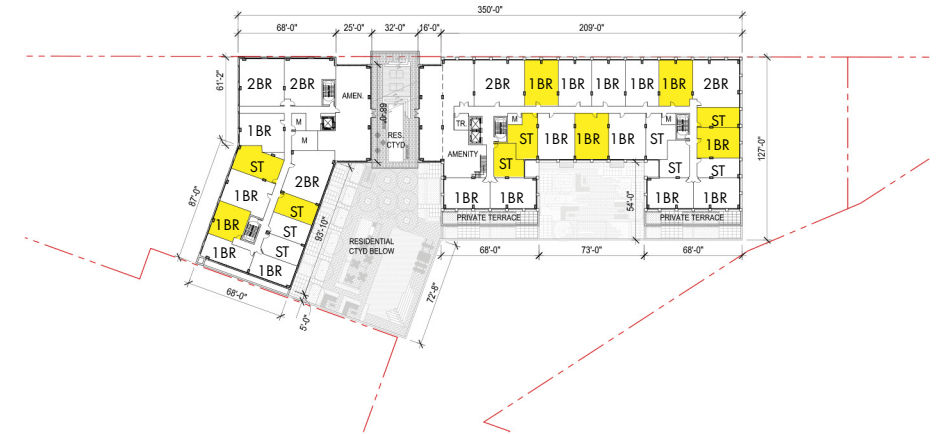 350'-0"
68'-0"
25'-0"
32'-0"
16'-0"
209'-0"
61'-2"
2BR
2BR
AMEN.
68'-0"
2BR
1BR
1BR
1BR
1BR
1BR
2BR
M
TR.
M
M
RES.
CTYD
1BR
M
ST
1BR
1BR
1BR
ST
ST
1BR
127'-0"
AMENITY
ST
ST
ST
1BR
2BR
1BR
1BR
54'-0"
1BR
1BR
87'-0"
ST
1BR
ST
ST
1BR
1BR
93'-10"
PRIVATE TERRACE
PRIVATE TERRACE
RESIDENTIAL
CTYD BELOW
68'-0"
73'-0"
68'-0"
72'-8"
68'-0"
5'-0"